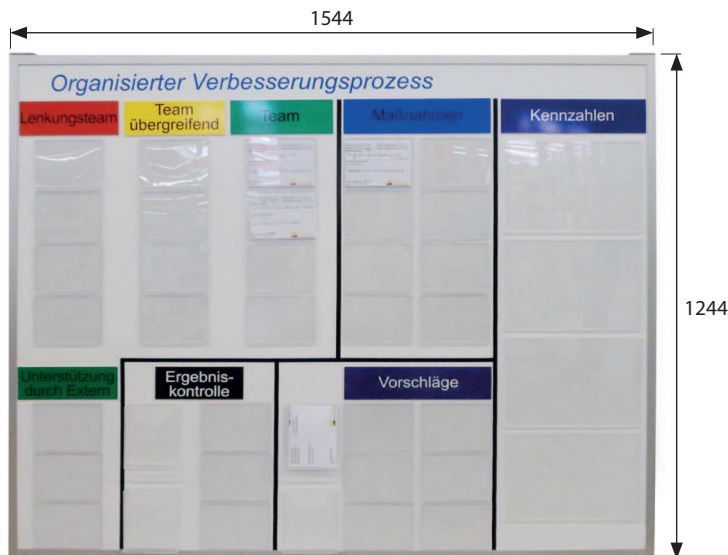 1544
Organisierter Verbesserungsprozess
Lenkungsteam
Team
übergreifend
Team
Maßnahmen
Kennzahlen
1244
Unterstützung
durch Extern
Ergebnis-
kontrolle
Vorschläge